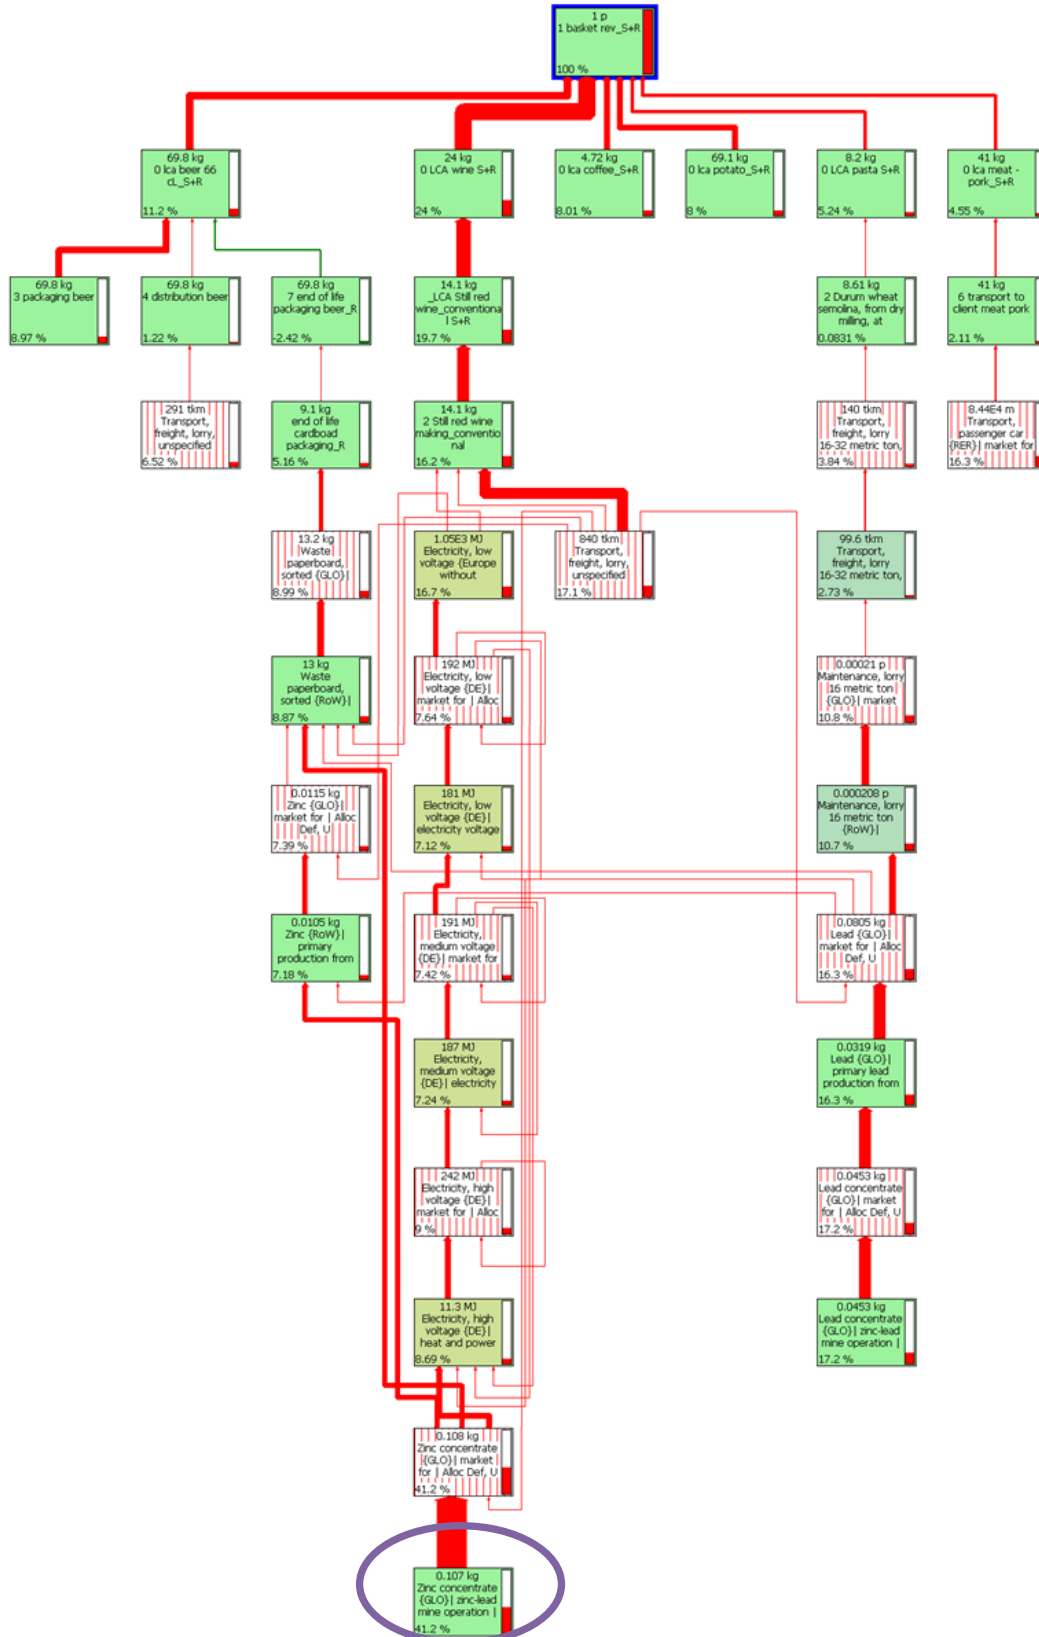 1 p
1 basket rev_S+R
100 %
69.8 kg
0 lca beer 66
cL_S+R
11.2 %
24 kg
0 LCA wine S+R
24 %
4.72 kg
0 lca coffee_S+R
8.01 %
69.1 kg
0 lca potato_S+R
8 %
8.2 kg
0 LCA pasta S+R
5.24 %
41 kg
0 lca meat -
pork_S+R
4.55 %
69.8 kg
3 packaging beer
8.97 %
69.8 kg
4 distribution beer
1.22 %
69.8 kg
7 end of life
packaging beer_R
-2.42 %
14.1 kg
_LCA Still red
wine_conventiona
l S+R
19.7 %
8.61 kg
2 Durum wheat
semolina, from dry
milling, at
0.0831 %
41 kg
6 transport to
client meat pork
2.11 %
291 tkm
Transport,
freight, lorry,
unspecified
6.52 %
9.1 kg
end of life
cardboad
packaging_R
5.16 %
14.1 kg
2 Still red wine
making_conventio
nal
16.2 %
140 tkm
Transport,
freight, lorry
16-32 metric ton,
3.84 %
8.44E4 m
Transport,
passenger car
{RER}| market for
16.3 %
13.2 kg
Waste
paperboard,
sorted {GLO}|
8.99 %
1.05E3 MJ
Electricity, low
voltage {Europe
without
16.7 %
840 tkm
Transport,
freight, lorry,
unspecified
17.1 %
99.6 tkm
Transport,
freight, lorry
16-32 metric ton,
2.73 %
13 kg
Waste
paperboard,
sorted {RoW}|
8.87 %
192 MJ
Electricity, low
voltage {DE}|
market for | Alloc
7.64 %
0.00021 p
Maintenance, lorry
16 metric ton
{GLO}| market
10.8 %
0.0115 kg
Zinc {GLO}|
market for | Alloc
Def, U
7.39 %
181 MJ
Electricity, low
voltage {DE}|
electricity voltage
7.12 %
0.000208 p
Maintenance, lorry
16 metric ton
{RoW}|
10.7 %
0.0105 kg
Zinc {RoW}|
primary
production from
7.18 %
191 MJ
Electricity,
medium voltage
{DE}| market for
7.42 %
0.0805 kg
Lead {GLO}|
market for | Alloc
Def, U
16.3 %
187 MJ
Electricity,
medium voltage
{DE}| electricity
7.24 %
0.0319 kg
Lead {GLO}|
primary lead
production from
16.3 %
242 MJ
Electricity, high
voltage {DE}|
market for | Alloc
9 %
0.0453 kg
Lead concentrate
{GLO}| market
for | Alloc Def, U
17.2 %
11.3 MJ
Electricity, high
voltage {DE}|
heat and power
8.69 %
0.0453 kg
Lead concentrate
{GLO}| zinc-lead
mine operation |
17.2 %
0.108 kg
Zinc concentrate
{GLO}| market
for | Alloc Def, U
41.2 %
0.107 kg
Zinc concentrate
{GLO}| zinc-lead
mine operation |
41.2 %